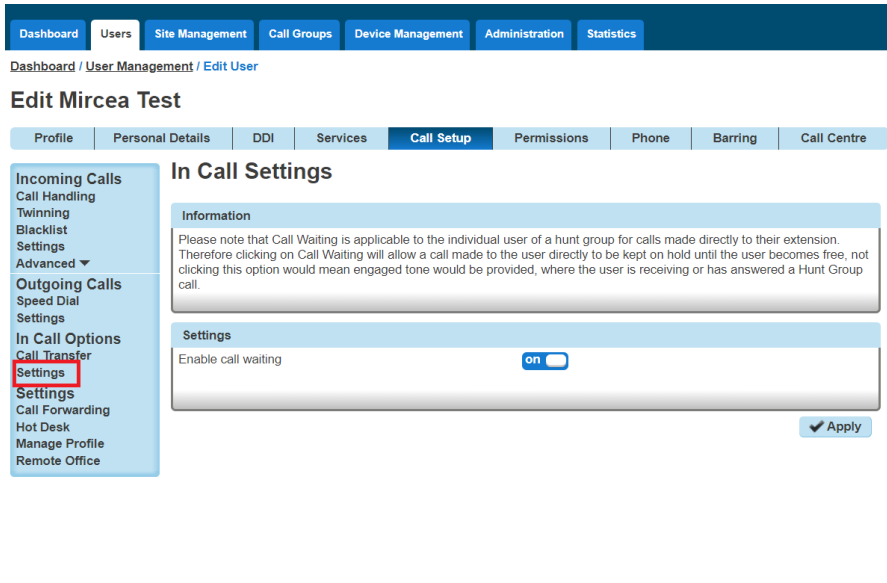 Dashboard Users Site Management Call Groups Device Management Administration Statistics
Dashboard / User Management / Edit User
Edit Mircea Test
Profile Personal Details DDI Services Call Setup Permissions Phone Barring Call Centre
Incoming Calls
Call Handling
Twinning
Blacklist
Settings
Advanced
Outgoing Calls
Speed Dial
Settings
In Call Options
Call Transfer
Settings
Settings
Call Forwarding
Hot Desk
Manage Profile
Remote Office
In Call Settings
Information
Please note that Call Waiting is applicable to the individual user of a hunt group for calls made directly to their extension.
Therefore clicking on Call Waiting will allow a call made to the user directly to be kept on hold until the user becomes free, not
clicking this option would mean engaged tone would be provided, where the user is receiving or has answered a Hunt Group
call.
Settings
Enable call waiting on
Apply